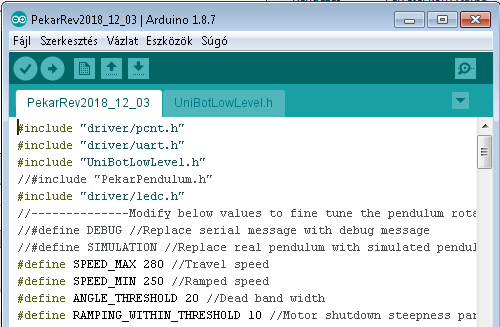 PekarRev2018_12_03 | Arduino 1.8.7
Fájl Szerkesztés Vázlat Eszközök Súgó
PekarRev2018_12_03 UniBotLowLevel.h
#include "driver/pcnt.h"
#include "driver/uart.h"
#include "UniBotLowLevel.h"
//#include "PekarPendulum.h"
#include "driver/ledc.h"
//--------------Modify below values to fine tune the pendulum rota
//#define DEBUG //Replace serial message with debug message
//#define SIMULATION //Replace real pendulum with simulated pendul
#define SPEED_MAX 280 //Travel speed
#define SPEED_MIN 250 //Ramped speed
#define ANGLE_THRESHOLD 20 //Dead band width
#define RAMPING_WITHIN_THRESHOLD 10 //Motor shutdown steepness par